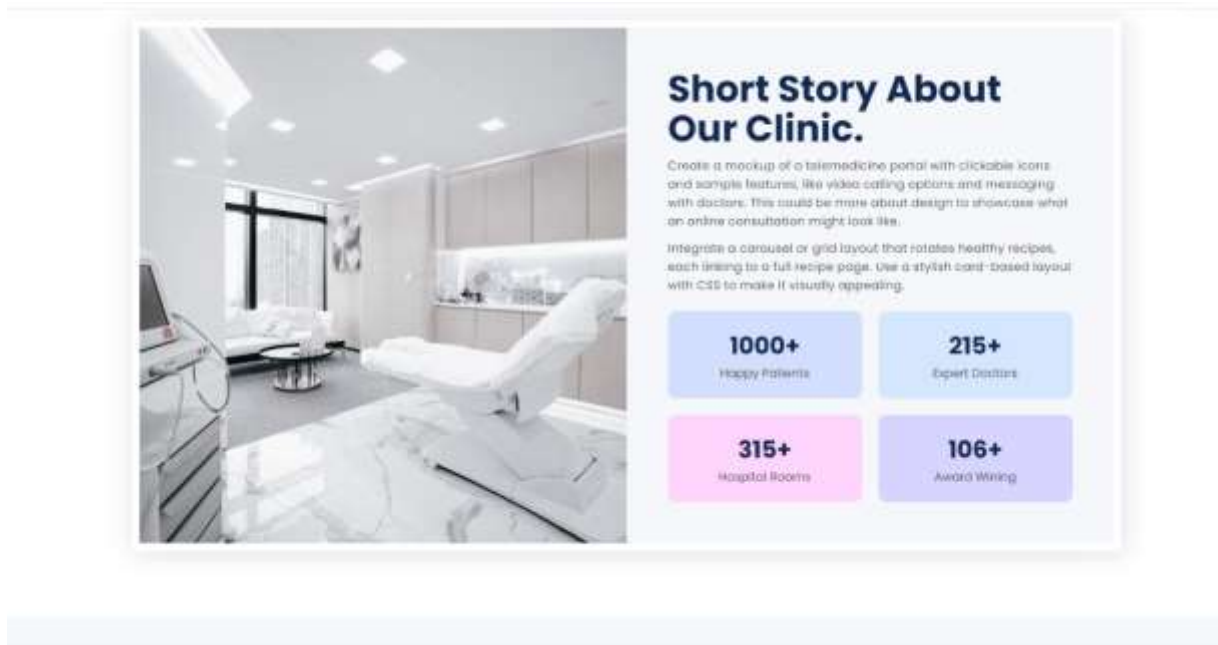 Short Story About
Our Clinic.
Create a mockup of a telemedicine portal with clickable icons
and sample features, like video calling options and messaging
with doctors. This could be more about design to showcase what
an online consultation might look like.
Integrate a carousel or grid layout that rotates healthy recipes,
each linking to a full recipe page. Use a stylish card-based layout
with CSS to make it visually appealing.
1000+
Happy Patients
215+
Expert Doctors
315+
Hospital Rooms
106+
Award Wining